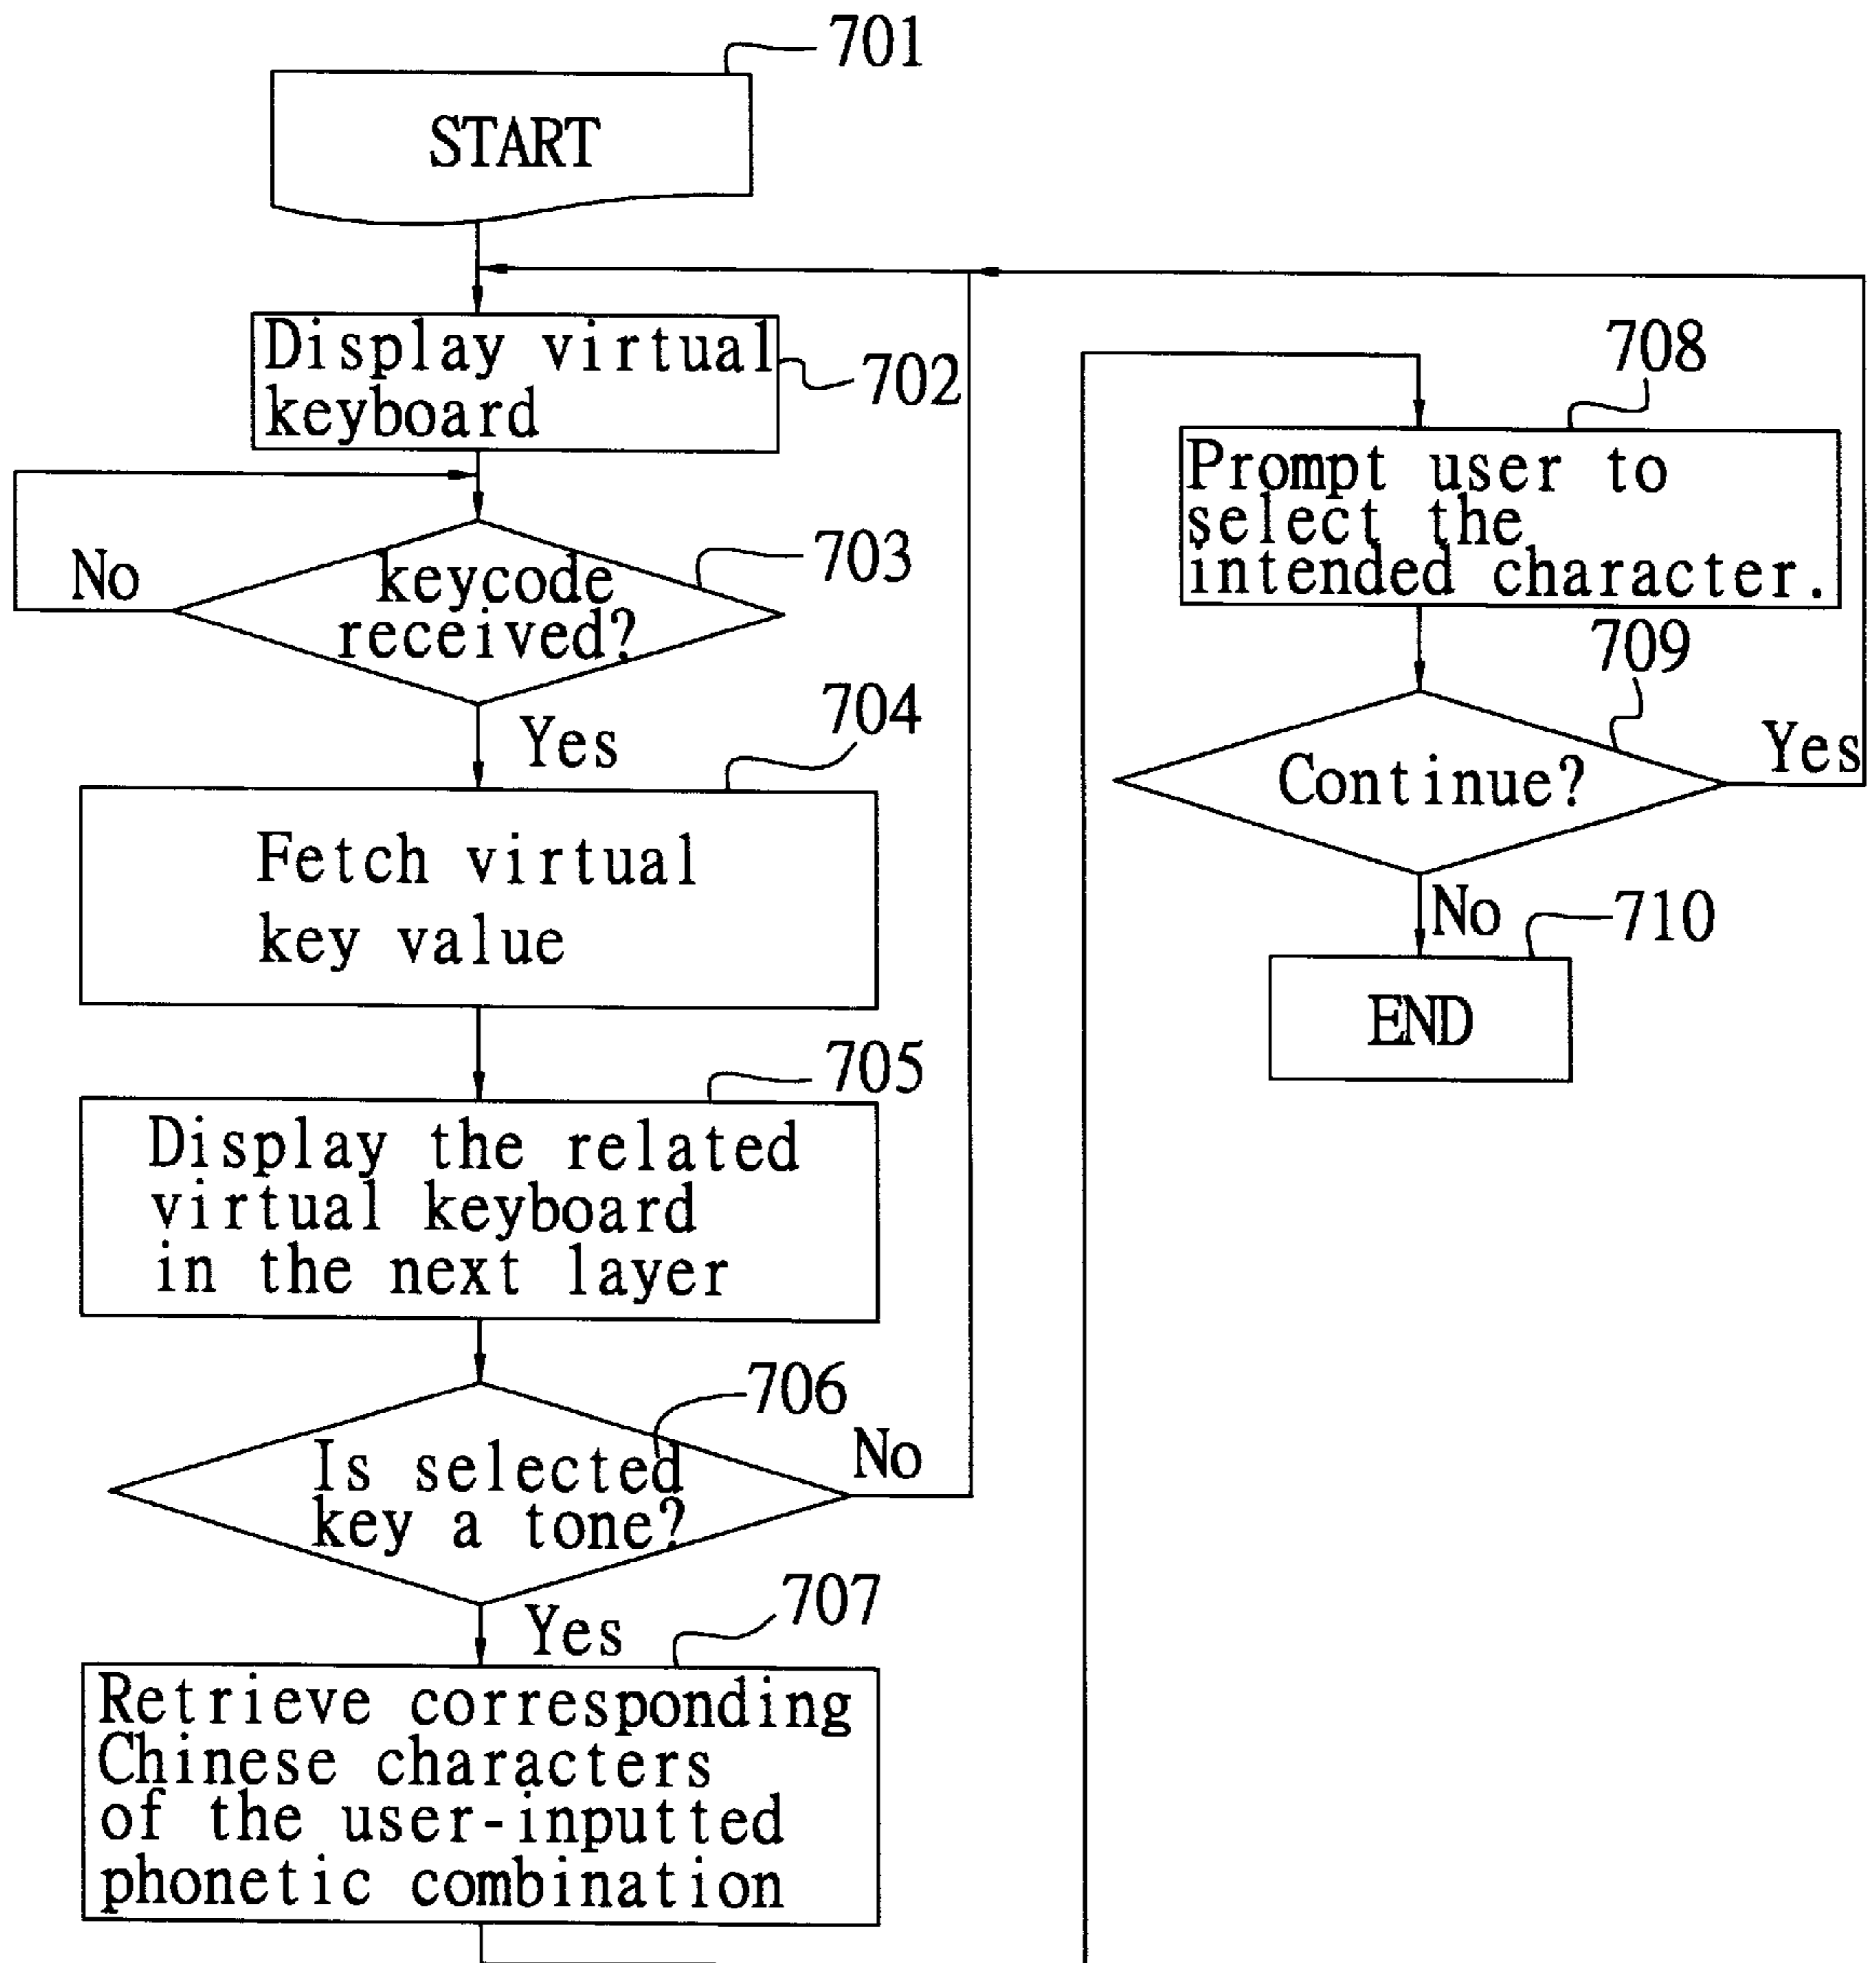 701
START
Display virtual
keyboard
702
No
keycode
received?
703
Yes
704
Fetch virtual
key value
705
Display the related
virtual keyboard
in the next layer
706
Is selected
key a tone?
No
Yes
707
Retrieve corresponding
Chinese characters
of the user-inputted
phonetic combination
708
Prompt user to
select the
intended character.
709
Continue?
Yes
No
710
END